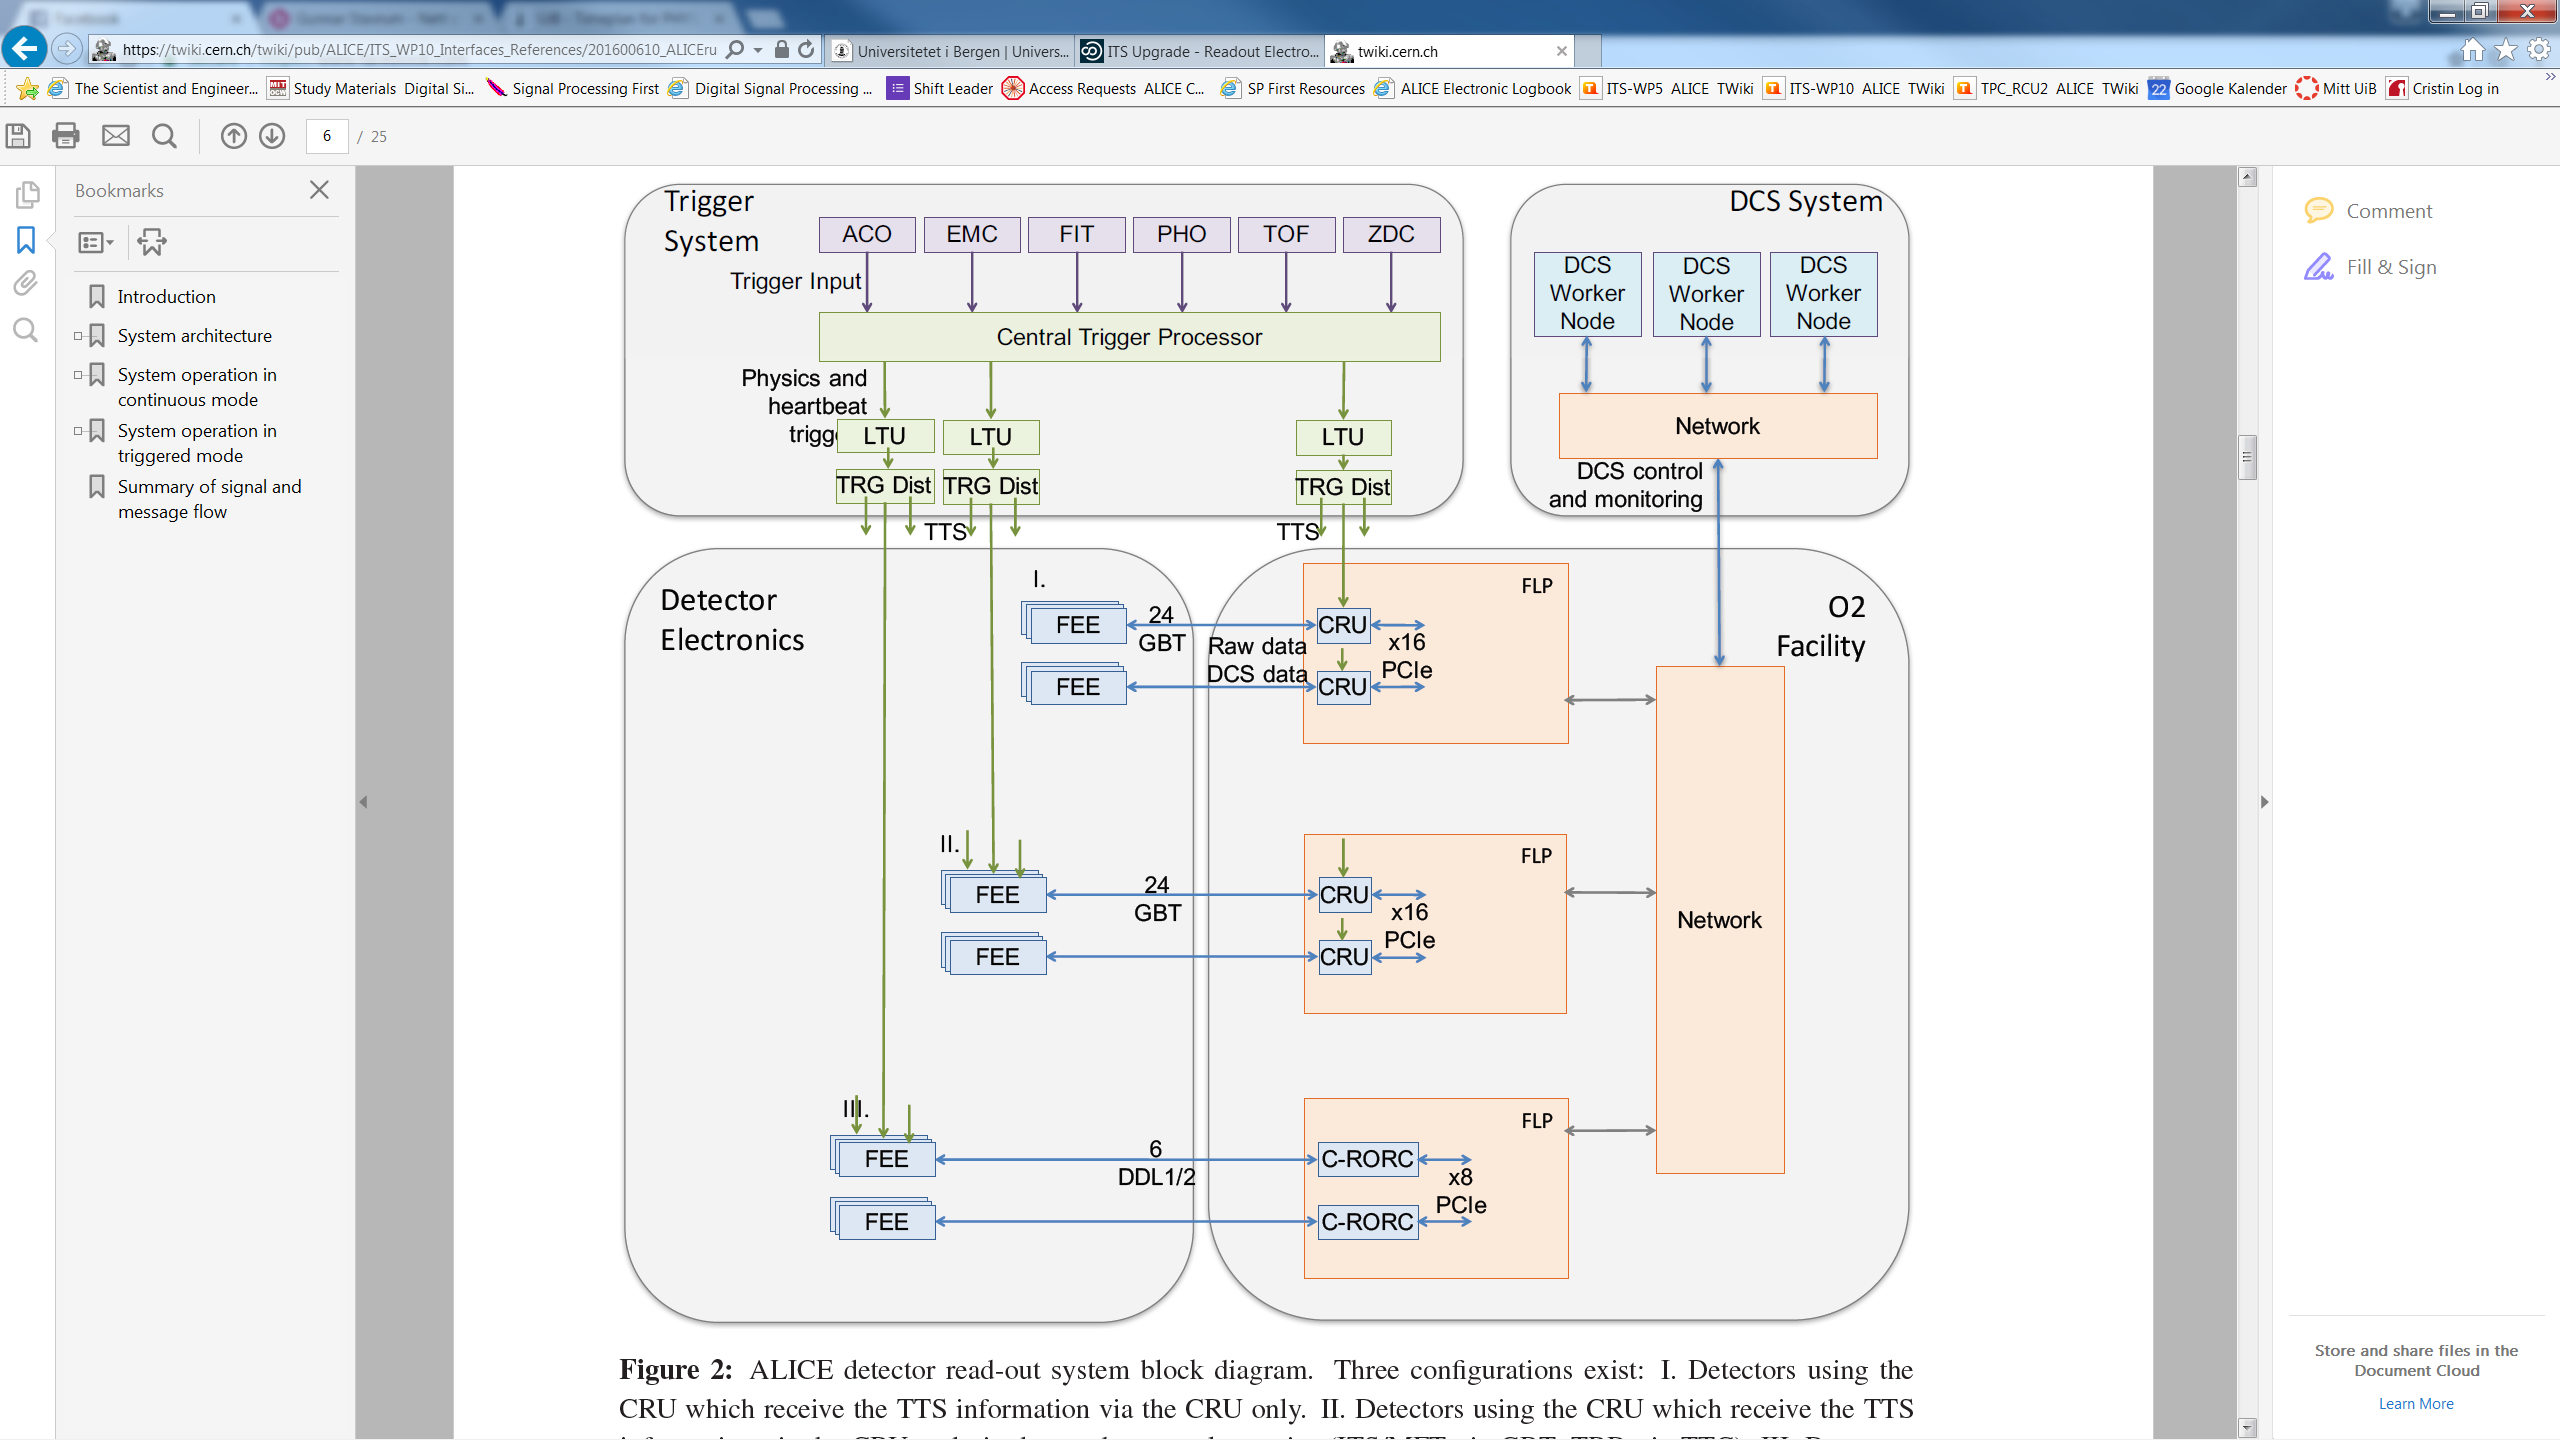 Facebook
https://twiki.cern.ch/twiki/pub/ALICE/ITS_WP10_Interfaces_References/201600610_ALICEru
Universitetet i Bergen | Univers...
ITS Upgrade - Readout Electro...
twiki.cern.ch
The Scientist and Engineer...
Study Materials Digital Si...
Signal Processing First
Digital Signal Processing ...
Shift Leader
Access Requests ALICE C...
SP First Resources
ALICE Electronic Logbook
ITS-WP5 ALICE TWiki
ITS-WP10 ALICE TWiki
TPC_RCU2 ALICE TWiki
22
Google Kalender
Mitt UiB
Cristin Log in
6 / 25
Bookmarks
Introduction
System architecture
System operation in
continuous mode
System operation in
triggered mode
Summary of signal and
message flow
Trigger
System
ACO EMC FIT PHO TOF ZDC
Trigger Input
Central Trigger Processor
Physics and
heartbeat
trigg
LTU LTU LTU
TRG Dist TRG Dist TRG Dist
TTS TTS
DCS System
DCS
Worker
Node
DCS
Worker
Node
DCS
Worker
Node
Network
DCS control
and monitoring
Detector
Electronics
I.
FEE
24
GBT
FEE
Raw data
DCS data
FLP
CRU
x16
PCIe
CRU
O2
Facility
II.
FEE
24
GBT
FEE
FLP
CRU
x16
PCIe
CRU
Network
III.
FEE
6
DDL1/2
FEE
FLP
C-RORC
x8
PCIe
C-RORC
Figure 2: ALICE detector read-out system block diagram. Three configurations exist: I. Detectors using the
CRU which receive the TTS information via the CRU only. II. Detectors using the CRU which receive the TTS
Comment
Fill & Sign
Store and share files in the
Document Cloud
Learn More